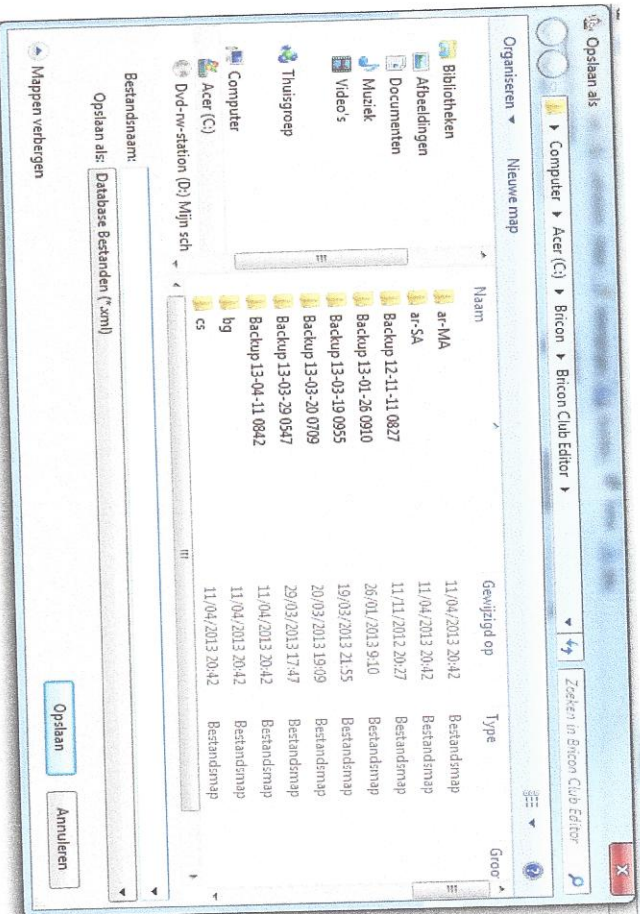 Opslaan als
Computer Acer (C:) Bricon Bricon Club Editor
Zoeken in Bricon Club Editor
Organiseren
Nieuwe map
Bibliotheken
Afbeeldingen
Documenten
Muziek
Video's
Thuisgroep
Computer
Acer (C:)
Dvd-rw-station (D:) Mijn sch
Naam Gewijzigd op Type Groo
ar-MA 11/04/2013 20:42 Bestandsmap
ar-SA 11/04/2013 20:42 Bestandsmap
Backup 12-11-11 0827 11/11/2012 20:27 Bestandsmap
Backup 13-01-26 0910 26/01/2013 9:10 Bestandsmap
Backup 13-03-19 0955 19/03/2013 21:55 Bestandsmap
Backup 13-03-20 0709 20/03/2013 19:09 Bestandsmap
Backup 13-03-29 0547 29/03/2013 17:47 Bestandsmap
Backup 13-04-11 0842 11/04/2013 20:42 Bestandsmap
bg 11/04/2013 20:42 Bestandsmap
cs 11/04/2013 20:42 Bestandsmap
Bestandsnaam:
Opslaan als: Database Bestanden (*.xml)
Mappen verbergen
Opslaan
Annuleren